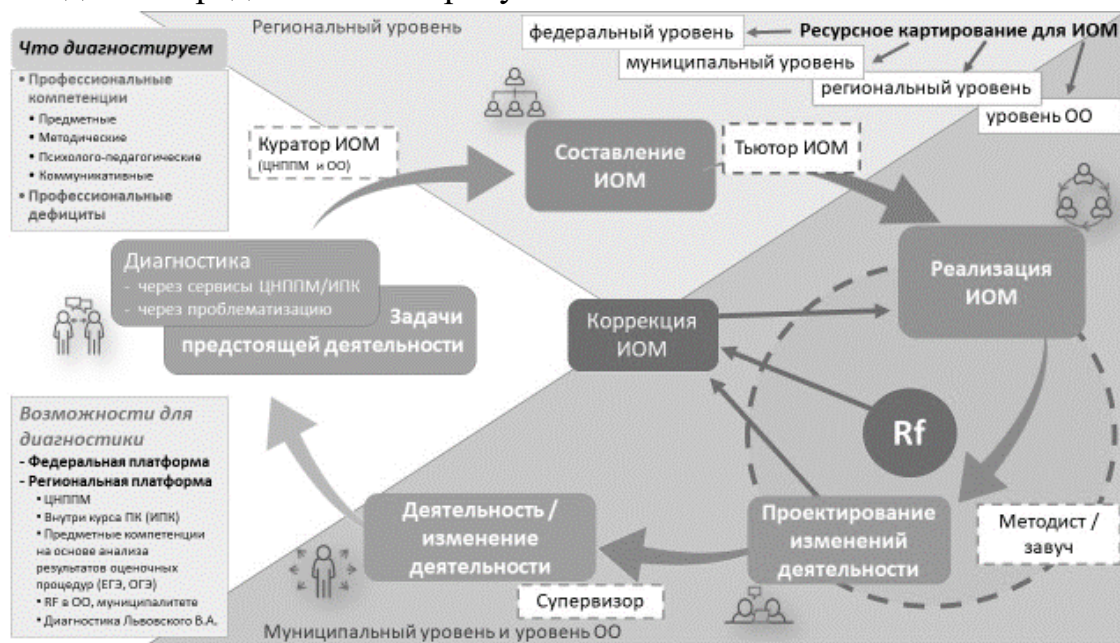 Региональный уровень
Что диагностируем
• Профессиональные
компетенции
• Предметные
• Методические
• Психолого-педагогические
• Коммуникативные
• Профессиональные
дефициты
федеральный уровень
Ресурсное картирование для ИОМ
муниципальный уровень
региональный уровень
уровень ОО
Куратор ИОМ
(ЦНППМ и ОО)
Составление
ИОМ
Тьютор ИОМ
Диагностика
- через сервисы ЦНППМ/ИПК
- через проблематизацию
Задачи
предстоящей деятельности
Реализация
ИОМ
Коррекция
ИОМ
Rf
Возможности для
диагностики
- Федеральная платформа
- Региональная платформа
• ЦНППМ
• Внутри курса ПК (ИПК)
• Предметные компетенции
на основе анализа
результатов оценочных
процедур (ЕГЭ, ОГЭ)
• RF в ОО, муниципалитете
• Диагностика Львовского В.А.
Деятельность /
изменение
деятельности
Проектирование
изменений
деятельности
Методист /
завуч
Супервизор
Муниципальный уровень и уровень ОО